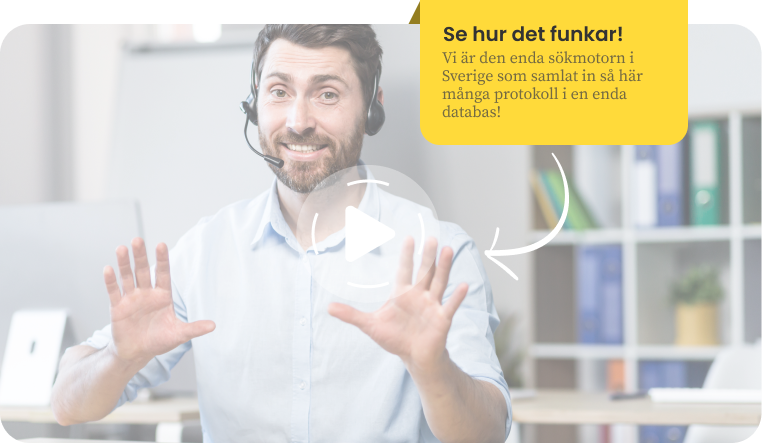 Se hur det funkar!
Vi är den enda sökmotorn i
Sverige som samlat in så här
många protokoll i en enda
databas!